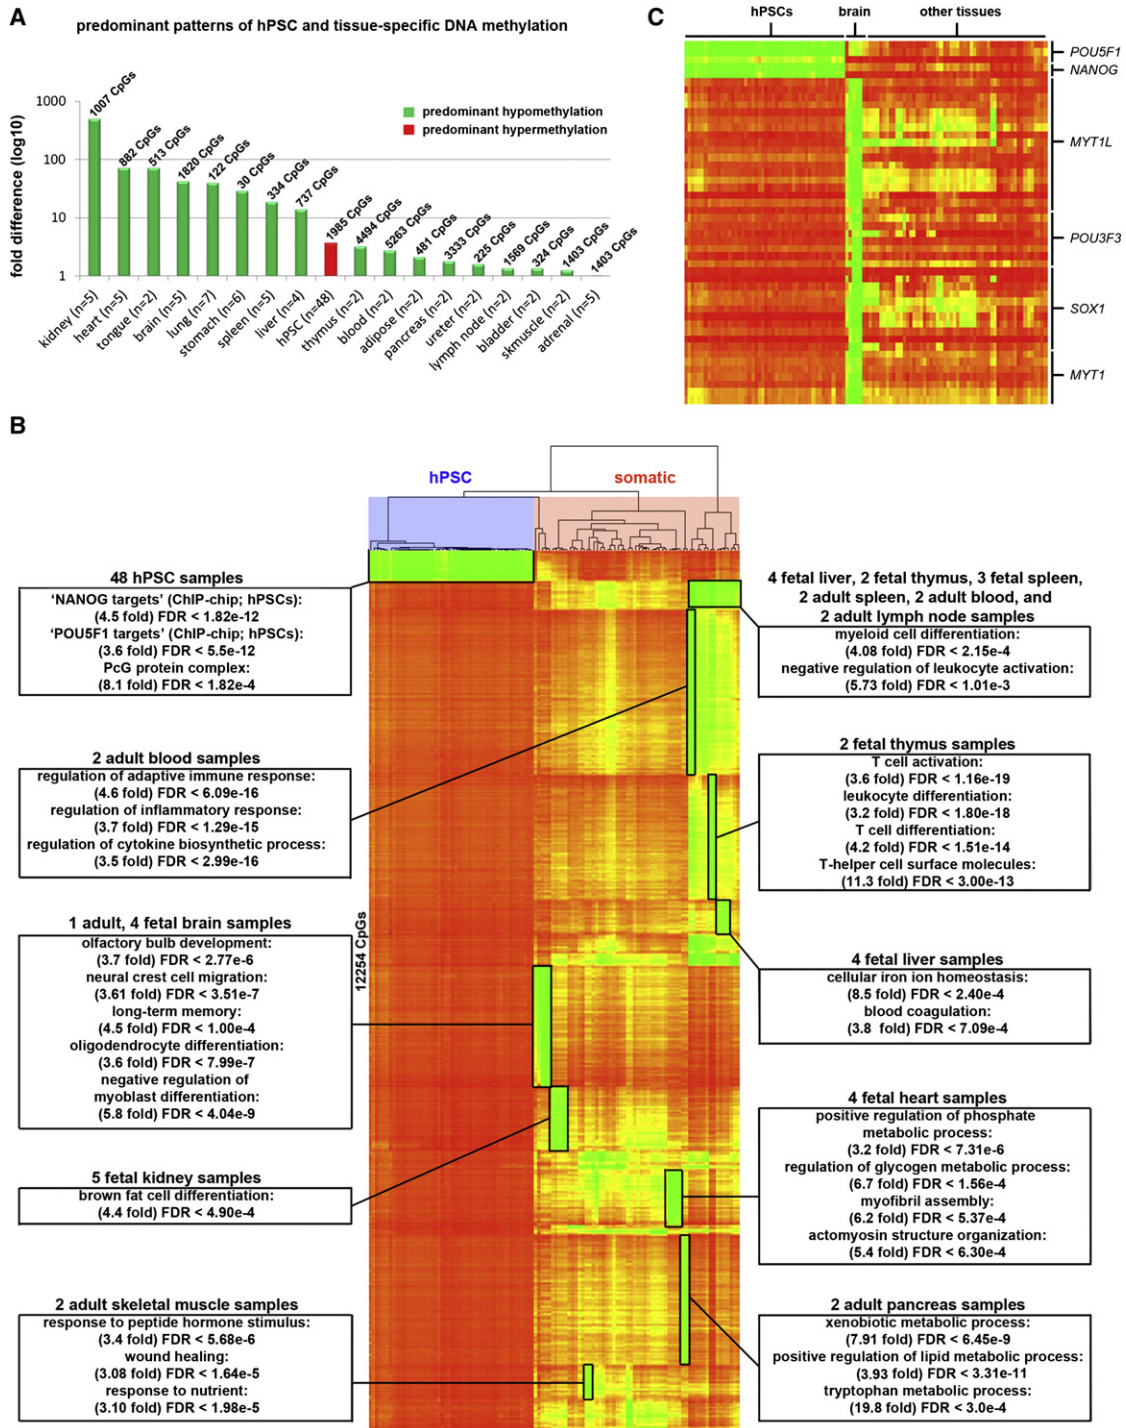 A
predominant patterns of hPSC and tissue-specific DNA methylation
fold difference (log10)
1000
100
10
1
1007 CpGs
882 CpGs
513 CpGs
1820 CpGs
122 CpGs
30 CpGs
334 CpGs
737 CpGs
1985 CpGs
4494 CpGs
5263 CpGs
481 CpGs
3333 CpGs
225 CpGs
1569 CpGs
324 CpGs
1403 CpGs
1403 CpGs
predominant hypomethylation
predominant hypermethylation
kidney (n=5)
heart (n=5)
tongue (n=2)
brain (n=5)
lung (n=7)
stomach (n=6)
spleen (n=5)
liver (n=4)
hPSC (n=48)
thymus (n=2)
blood (n=2)
adipose (n=2)
pancreas (n=2)
ureter (n=2)
lymph node (n=2)
bladder (n=2)
skmuscle (n=2)
adrenal (n=5)
C
hPSCs brain other tissues
POU5F1
NANOG
MYT1L
POU3F3
SOX1
MYT1
B
hPSC somatic
12254 CpGs
48 hPSC samples
'NANOG targets' (ChIP-chip; hPSCs):
(4.5 fold) FDR < 1.82e-12
'POU5F1 targets' (ChIP-chip; hPSCs):
(3.6 fold) FDR < 5.5e-12
PcG protein complex:
(8.1 fold) FDR < 1.82e-4
2 adult blood samples
regulation of adaptive immune response:
(4.6 fold) FDR < 6.09e-16
regulation of inflammatory response:
(3.7 fold) FDR < 1.29e-15
regulation of cytokine biosynthetic process:
(3.5 fold) FDR < 2.99e-16
1 adult, 4 fetal brain samples
olfactory bulb development:
(3.7 fold) FDR < 2.77e-6
neural crest cell migration:
(3.61 fold) FDR < 3.51e-7
long-term memory:
(4.5 fold) FDR < 1.00e-4
oligodendrocyte differentiation:
(3.6 fold) FDR < 7.99e-7
negative regulation of
myoblast differentiation:
(5.8 fold) FDR < 4.04e-9
5 fetal kidney samples
brown fat cell differentiation:
(4.4 fold) FDR < 4.90e-4
2 adult skeletal muscle samples
response to peptide hormone stimulus:
(3.4 fold) FDR < 5.68e-6
wound healing:
(3.08 fold) FDR < 1.64e-5
response to nutrient:
(3.10 fold) FDR < 1.98e-5
4 fetal liver, 2 fetal thymus, 3 fetal spleen,
2 adult spleen, 2 adult blood, and
2 adult lymph node samples
myeloid cell differentiation:
(4.08 fold) FDR < 2.15e-4
negative regulation of leukocyte activation:
(5.73 fold) FDR < 1.01e-3
2 fetal thymus samples
T cell activation:
(3.6 fold) FDR < 1.16e-19
leukocyte differentiation:
(3.2 fold) FDR < 1.80e-18
T cell differentiation:
(4.2 fold) FDR < 1.51e-14
T-helper cell surface molecules:
(11.3 fold) FDR < 3.00e-13
4 fetal liver samples
cellular iron ion homeostasis:
(8.5 fold) FDR < 2.40e-4
blood coagulation:
(3.8 fold) FDR < 7.09e-4
4 fetal heart samples
positive regulation of phosphate
metabolic process:
(3.2 fold) FDR < 7.31e-6
regulation of glycogen metabolic process:
(6.7 fold) FDR < 1.56e-4
myofibril assembly:
(6.2 fold) FDR < 5.37e-4
actomyosin structure organization:
(5.4 fold) FDR < 6.30e-4
2 adult pancreas samples
xenobiotic metabolic process:
(7.91 fold) FDR < 6.45e-9
positive regulation of lipid metabolic process:
(3.93 fold) FDR < 3.31e-11
tryptophan metabolic process:
(19.8 fold) FDR < 3.0e-4